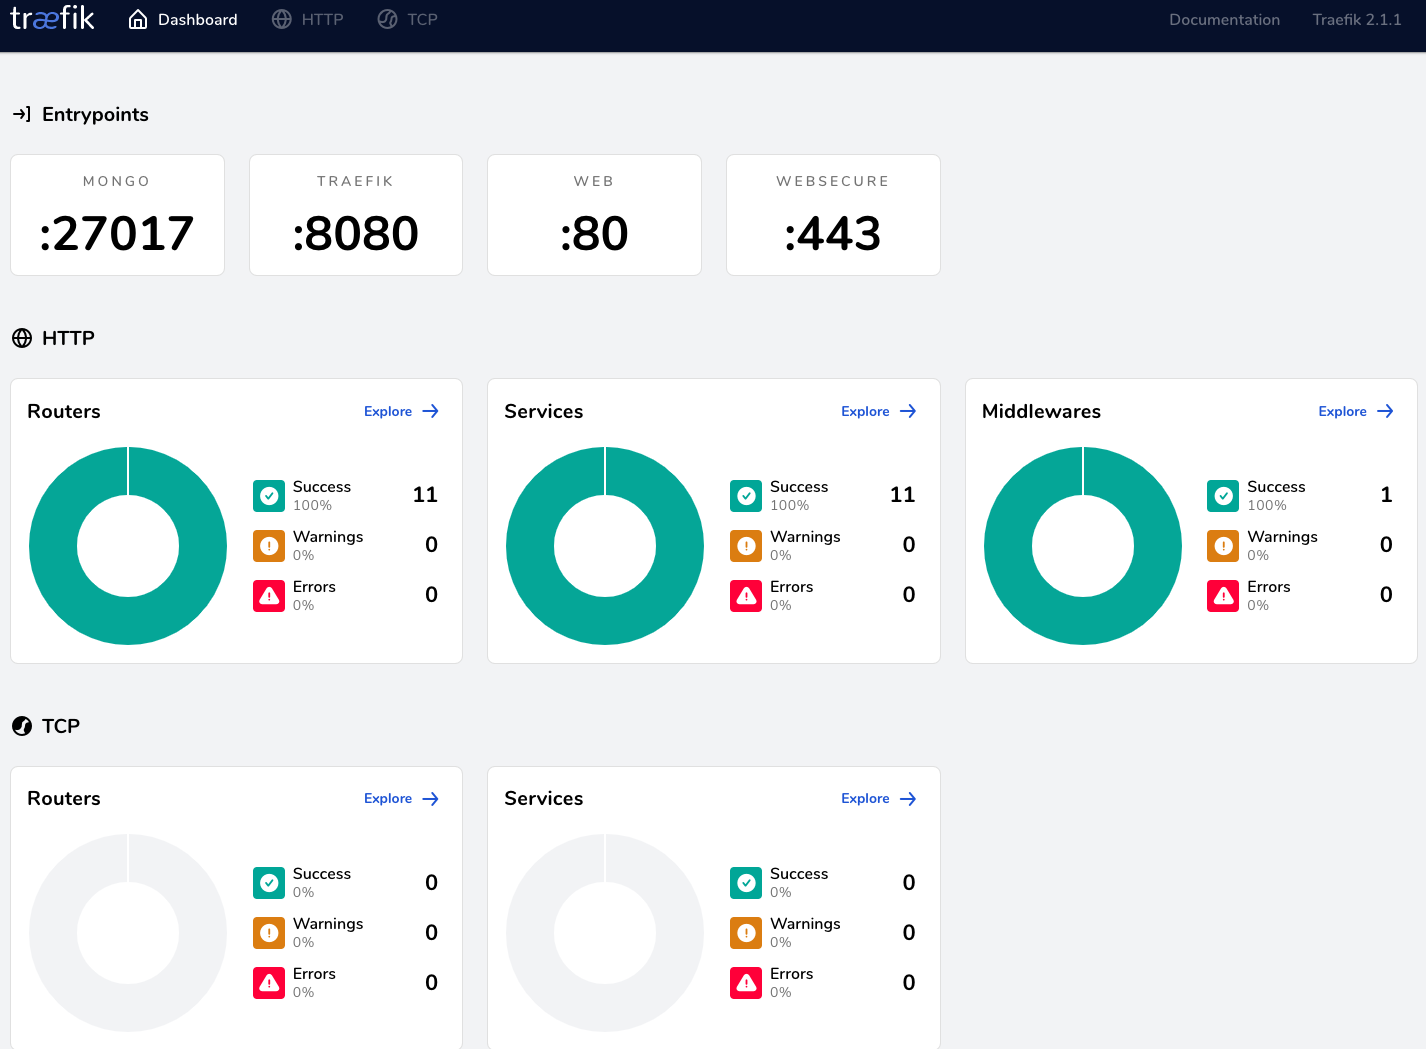 træfik Dashboard HTTP TCP Documentation Traefik 2.1.1
Entrypoints
MONGO
:27017
TRAEFIK
:8080
WEB
:80
WEBSECURE
:443
HTTP
Routers Explore
Success 11
100%
Warnings 0
0%
Errors 0
0%
Services Explore
Success 11
100%
Warnings 0
0%
Errors 0
0%
Middlewares Explore
Success 1
100%
Warnings 0
0%
Errors 0
0%
TCP
Routers Explore
Success 0
0%
Warnings 0
0%
Errors 0
0%
Services Explore
Success 0
0%
Warnings 0
0%
Errors 0
0%